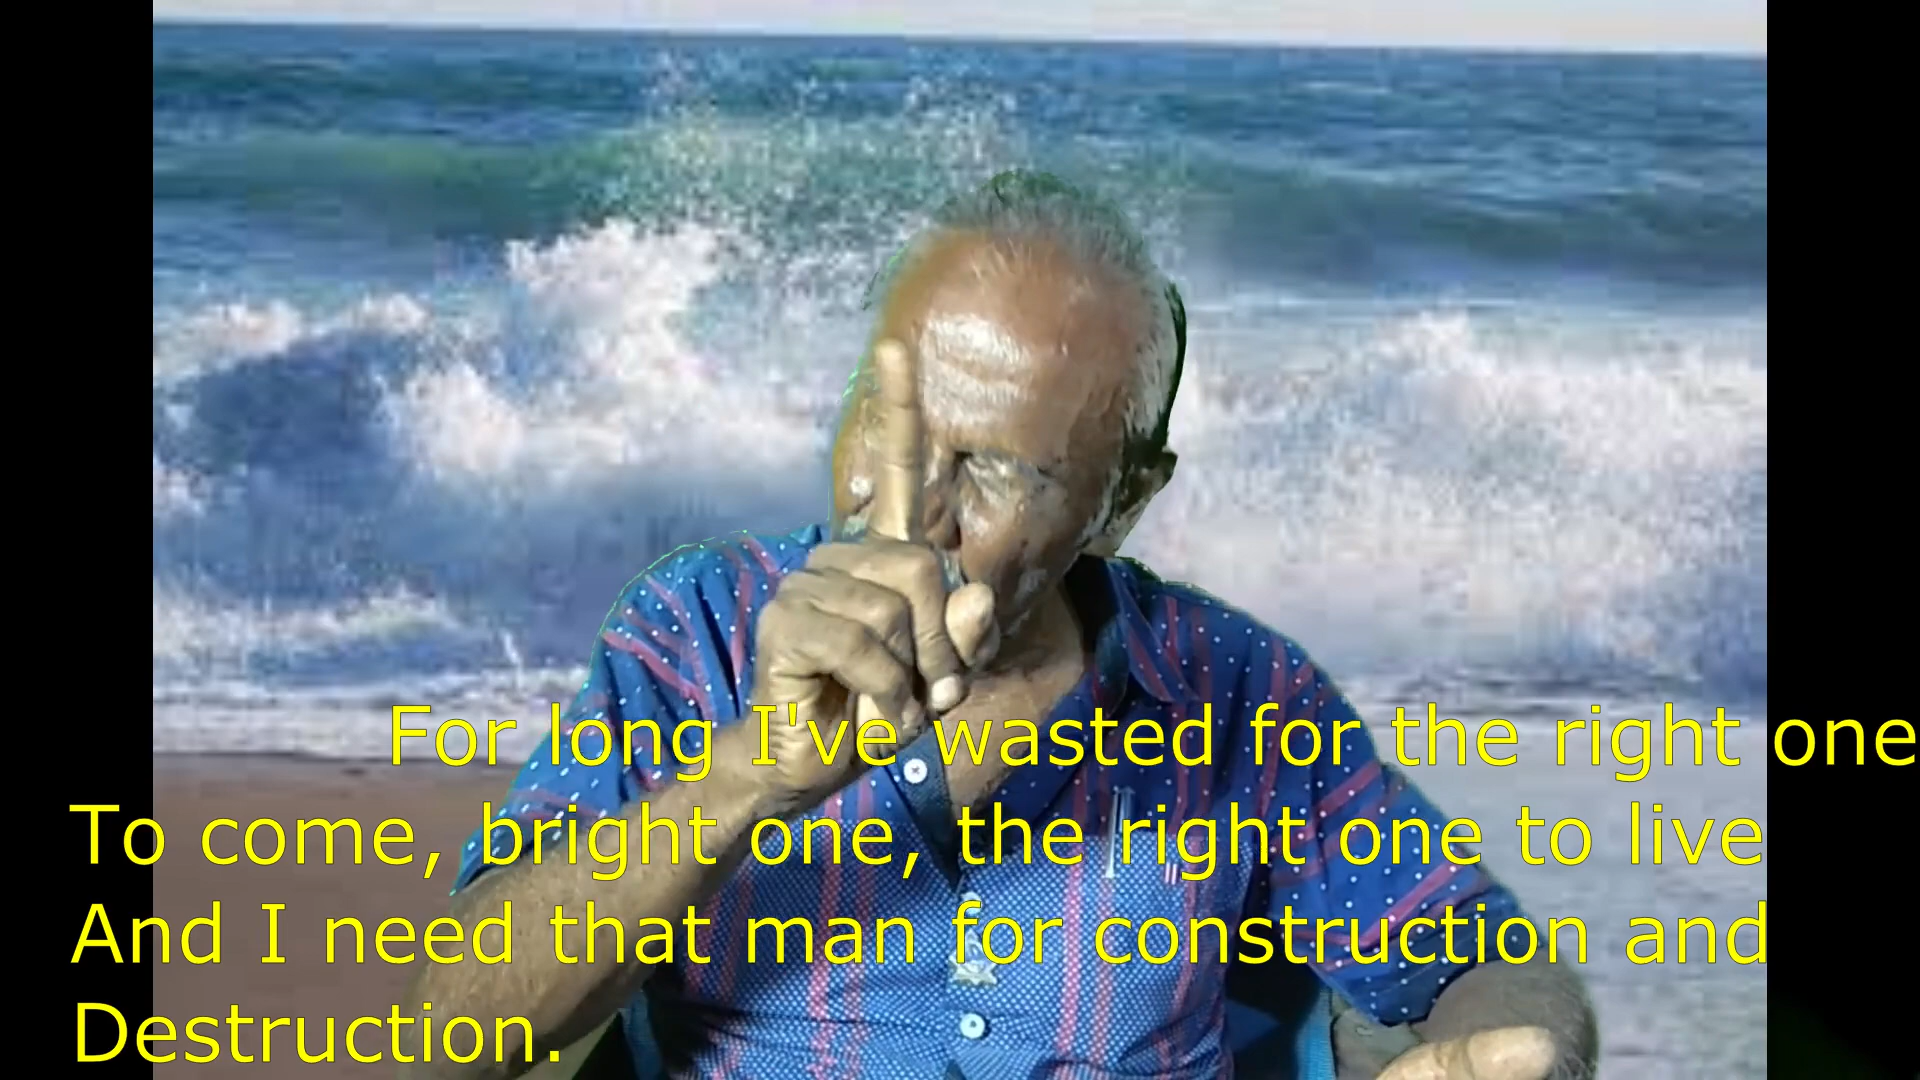 For long I've wasted for the right one
To come, bright one, the right one to live
And I need that man for construction and
Destruction.